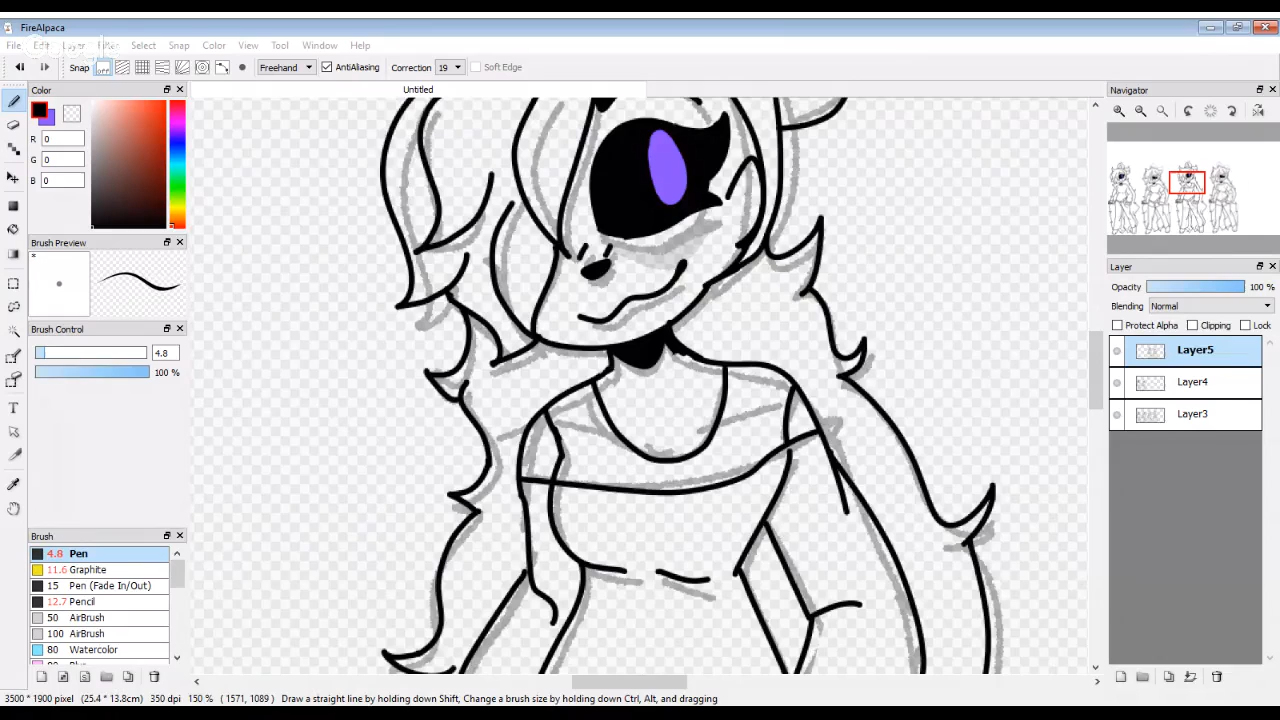 FireAlpaca
File Edit Layer Filter Select Snap Color View Tool Window Help
Snap off Freehand AntiAliasing Correction 19 Soft Edge
Color
Untitled
Navigator
R 0
G 0
B 0
Brush Preview
Layer
Opacity 100 %
Blending Normal
Protect Alpha Clipping Lock
Brush Control
4.8
100 %
Layer5
Layer4
Layer3
Brush
4.8 Pen
11.6 Graphite
15 Pen (Fade In/Out)
12.7 Pencil
50 AirBrush
100 AirBrush
80 Watercolor
3500 * 1900 pixel (25.4 * 13.8cm) 350 dpi 150 % ( 1571, 1089 ) Draw a straight line by holding down Shift, Change a brush size by holding down Ctrl, Alt, and dragging